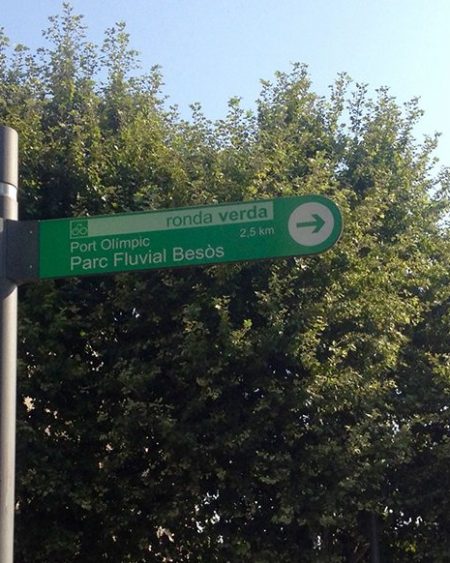 ronda verda
Port Olímpic 2,5 km
Parc Fluvial Besòs